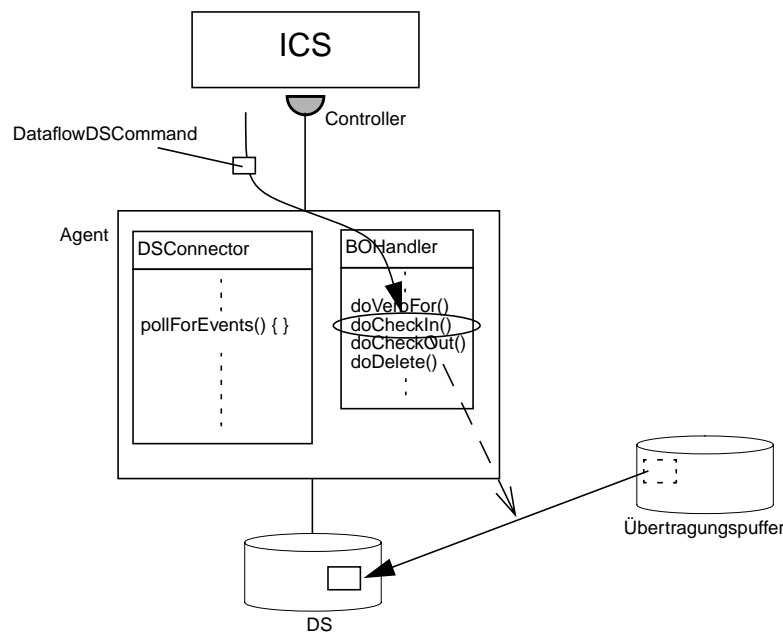 ICS
Controller
DataflowDSCommand
Agent
DSConnector
BOHandler
pollForEvents() { }
doVerbFor()
doCheckIn()
doCheckOut()
doDelete()
Übertragungspuffer
DS